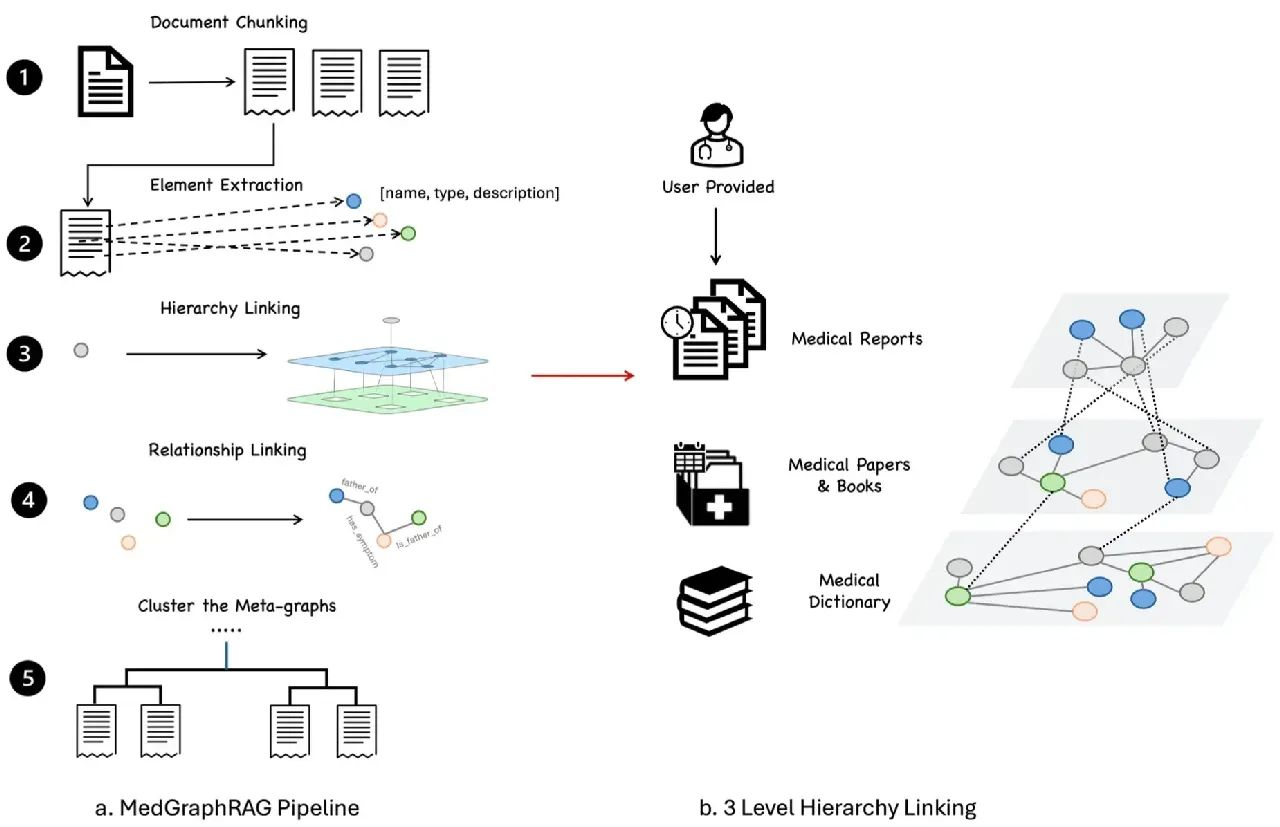 Document Chunking
1
Element Extraction
[name, type, description]
2
Hierarchy Linking
3
Relationship Linking
4
father_of
has_symptom
is_father_of
Cluster the Meta-graphs
.....
5
a. MedGraphRAG Pipeline
User Provided
Medical Reports
Medical Papers
& Books
Medical
Dictionary
b. 3 Level Hierarchy Linking